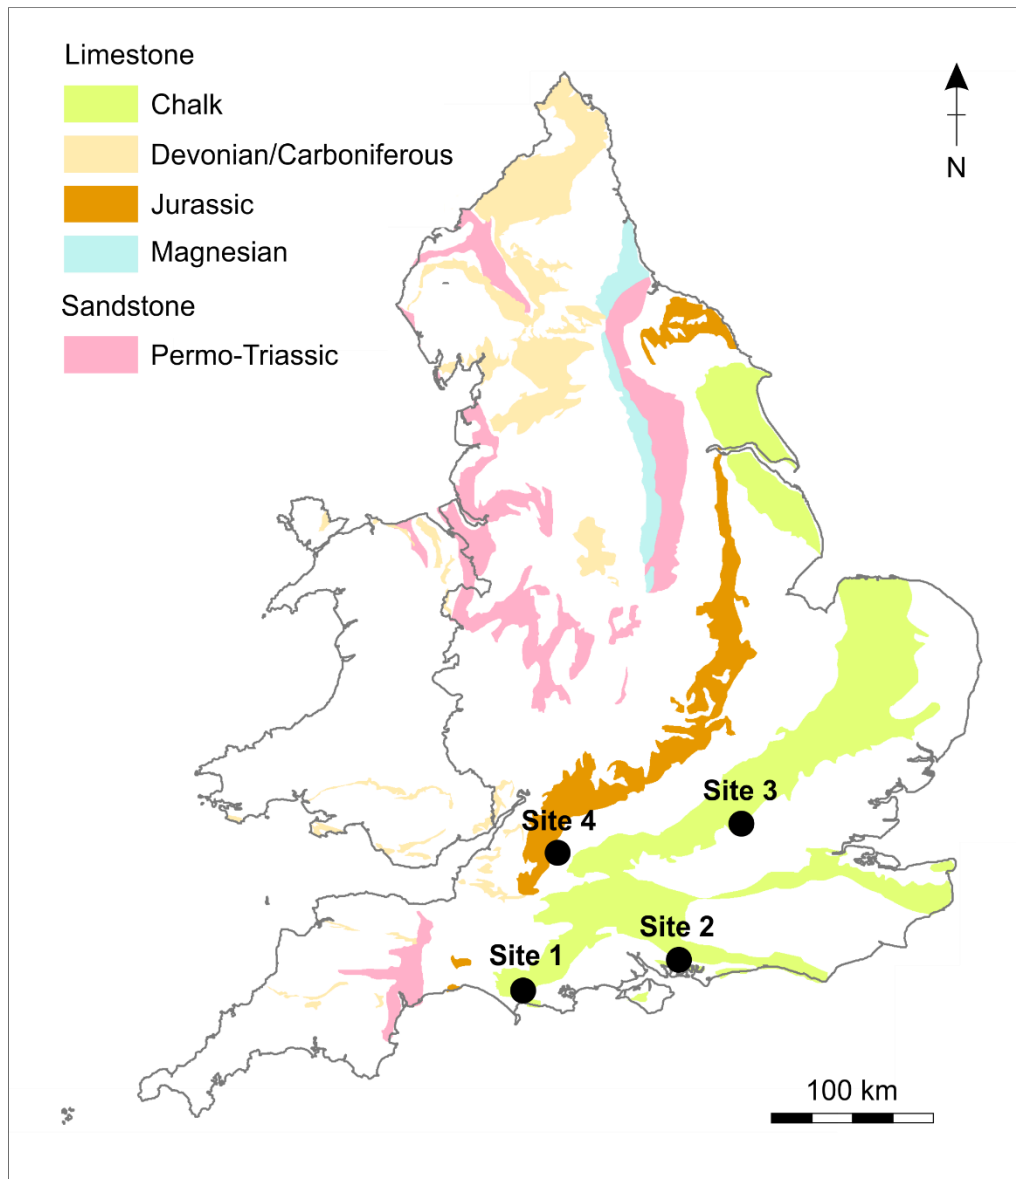 Limestone
Chalk
Devonian/Carboniferous
Jurassic
Magnesian
Sandstone
Permo-Triassic
N
Site 3
Site 4
Site 2
Site 1
100 km